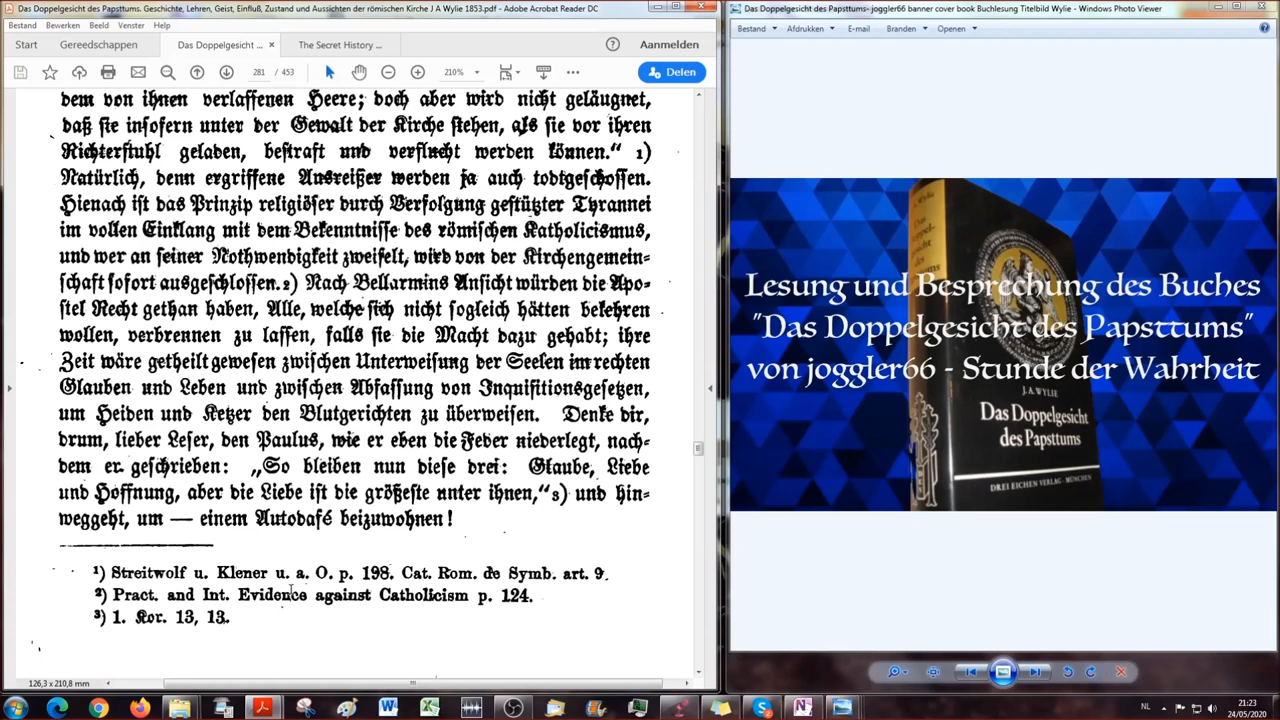 Das Doppelgesicht des Papsttums. Geschichte, Lehren, Geist, Einfluß, Zustand und Aussichten der römischen Kirche J A Wylie 1853.pdf - Adobe Acrobat Reader DC
Bestand Bewerken Beeld Venster Help
Start Gereedschappen Das Doppelgesicht ... × The Secret History ... Aanmelden
281 / 453 210% Delen
dem von ihnen verlassenen Heere; doch aber wird nicht geläugnet,
daß sie insofern unter der Gewalt der Kirche stehen, als sie vor ihren
Richterstuhl geladen, bestraft und verflucht werden können.“ 1)
Natürlich, denn ergriffene Ausreißer werden ja auch todtgeschossen.
Hienach ist das Prinzip religiöser durch Verfolgung gestützter Tyrannei
im vollen Einklang mit dem Bekenntnisse des römischen Katholicismus,
und wer an seiner Nothwendigkeit zweifelt, wird von der Kirchengemein-
schaft sofort ausgeschlossen.2) Nach Bellarmins Ansicht würden die Apo-
stel Recht gethan haben, Alle, welche sich nicht sogleich hätten bekehren
wollen, verbrennen zu lassen, falls sie die Macht dazu gehabt; ihre
Zeit wäre getheilt gewesen zwischen Unterweisung der Seelen im rechten
Glauben und Leben und zwischen Abfassung von Inquisitionsgesetzen,
um Heiden und Ketzer den Blutgerichten zu überweisen. Denke dir,
drum, lieber Leser, den Paulus, wie er eben die Feder niederlegt, nach-
dem er geschrieben: „So bleiben nun diese drei: Glaube, Liebe
und Hoffnung, aber die Liebe ist die größeste unter ihnen,“3) und hin-
weggeht, um — einem Autodafé beizuwohnen!
1) Streitwolf u. Klener u. a. O. p. 198. Cat. Rom. de Symb. art. 9.
2) Pract. and Int. Evidence against Catholicism p. 124.
3) 1. Kor. 13, 13.
126,3 x 210,8 mm
Das Doppelgesicht des Papsttums- joggler66 banner cover book Buchlesung Titelbild Wylie - Windows Photo Viewer
Bestand Afdrukken E-mail Branden Openen
Lesung und Besprechung des Buches
"Das Doppelgesicht des Papsttums"
von joggler66 - Stunde der Wahrheit
J.A.WYLIE
Das Doppelgesicht
des Papsttums
DREI EICHEN VERLAG · MÜNCHEN
NL 21:23
24/05/2020